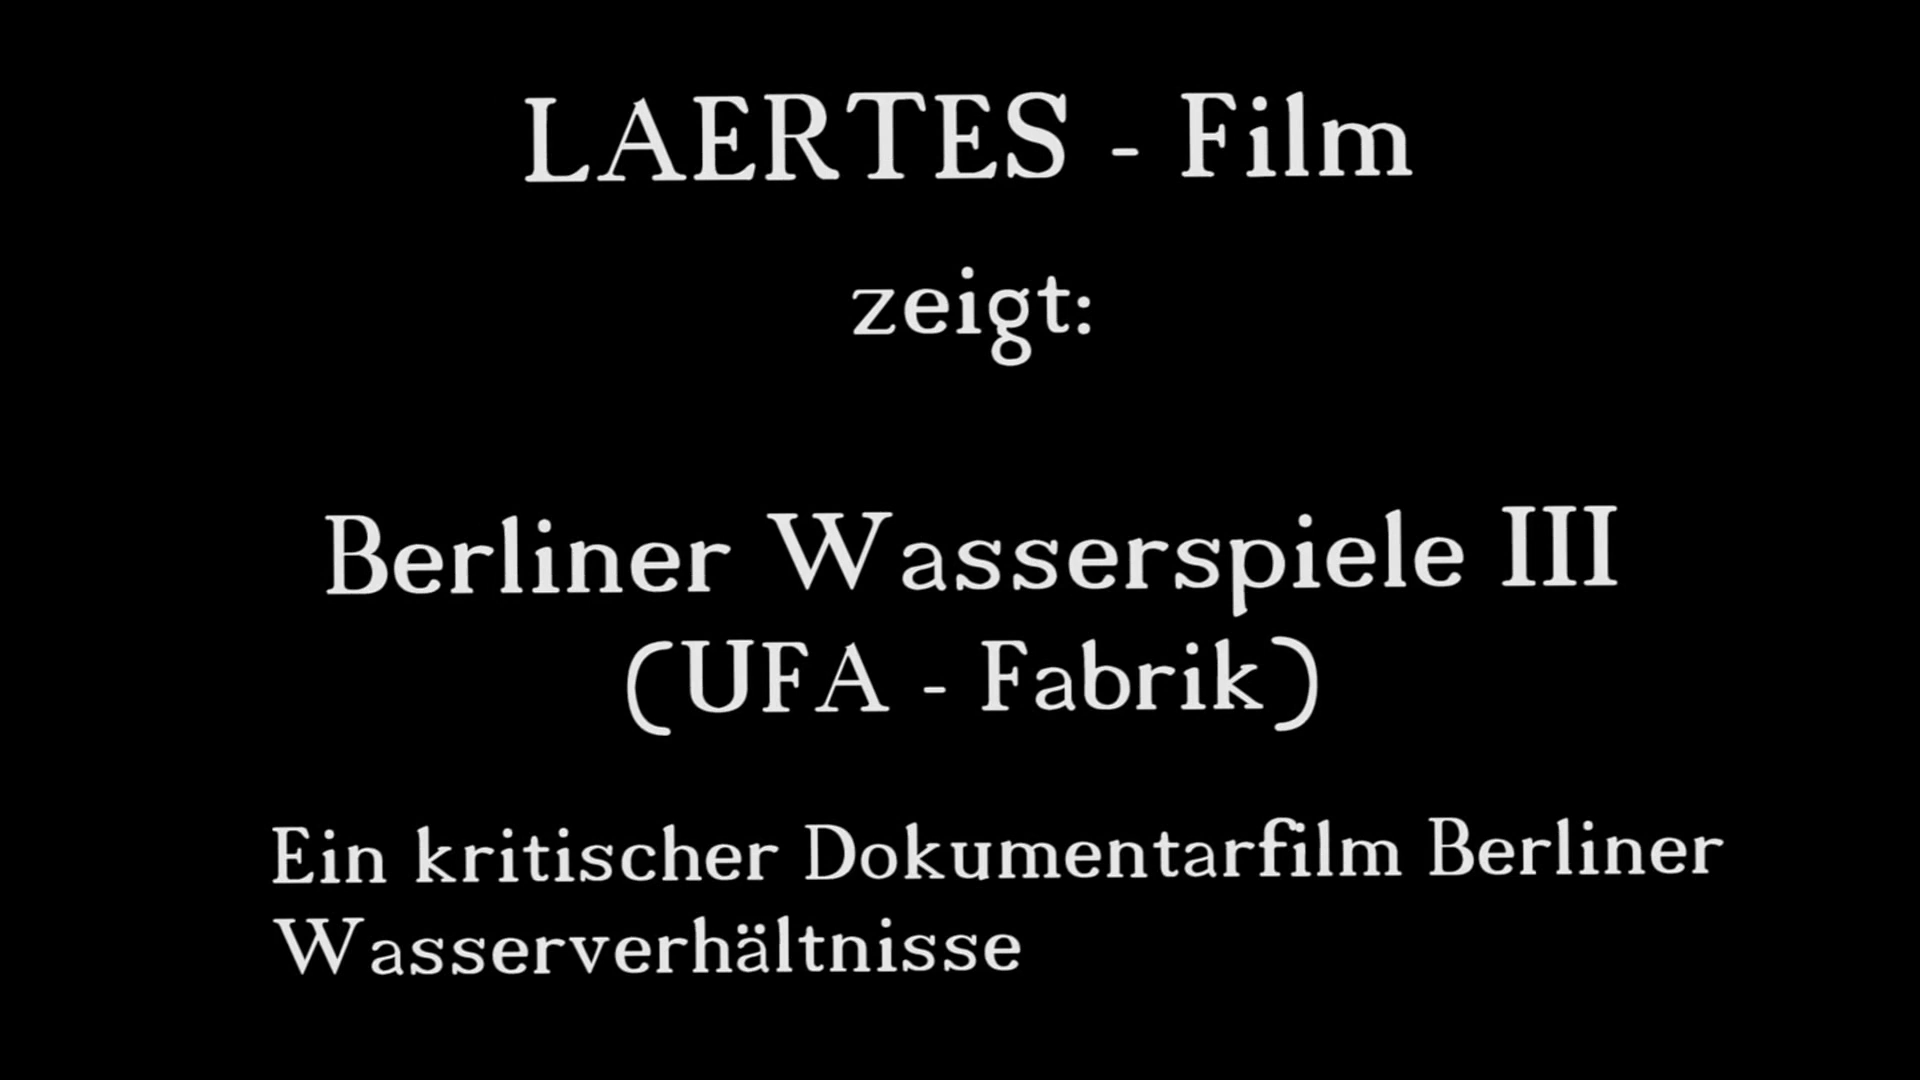 LAERTES - Film
zeigt:
Berliner Wasserspiele III
(UFA - Fabrik)
Ein kritischer Dokumentarfilm Berliner
Wasserverhältnisse